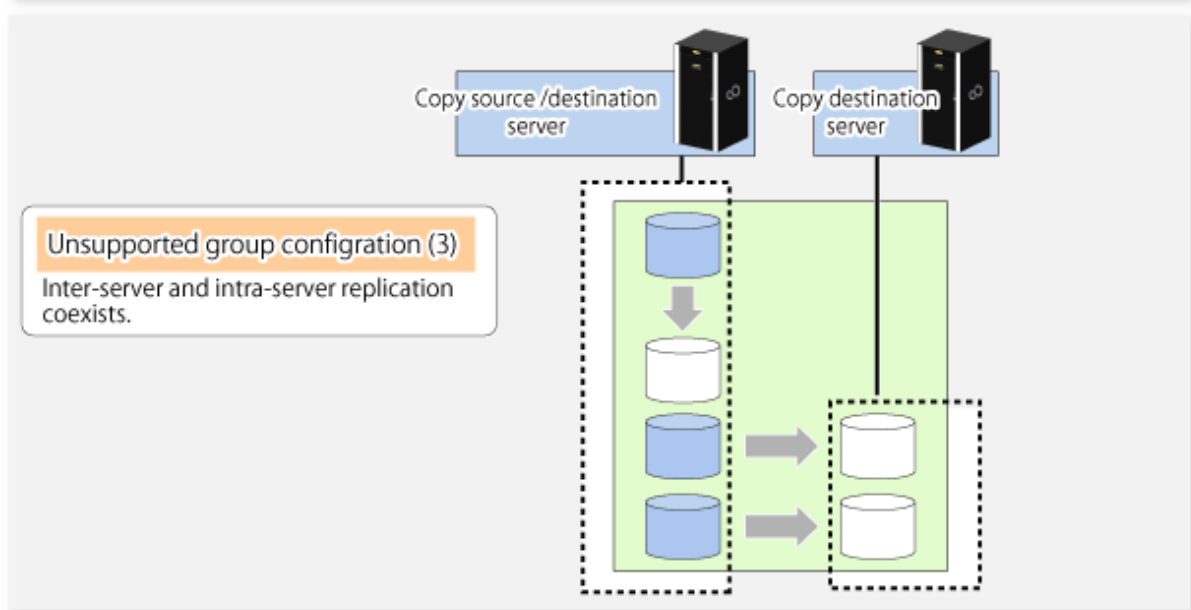 Copy source /destination
server
Copy destination
server
Unsupported group configration (3)
Inter-server and intra-server replication
coexists.